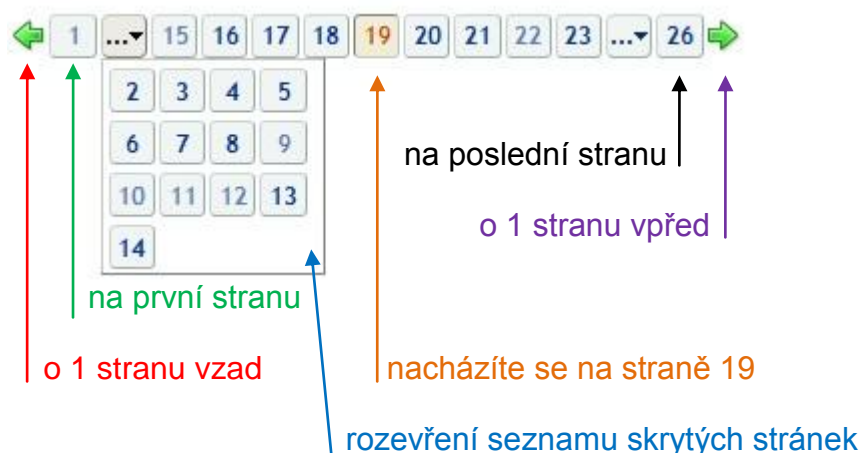 1 ...▾ 15 16 17 18 19 20 21 22 23 ...▾ 26
2 3 4 5
6 7 8 9
na poslední stranu
10 11 12 13
o 1 stranu vpřed
14
na první stranu
o 1 stranu vzad
nacházíte se na straně 19
rozevření seznamu skrytých stránek